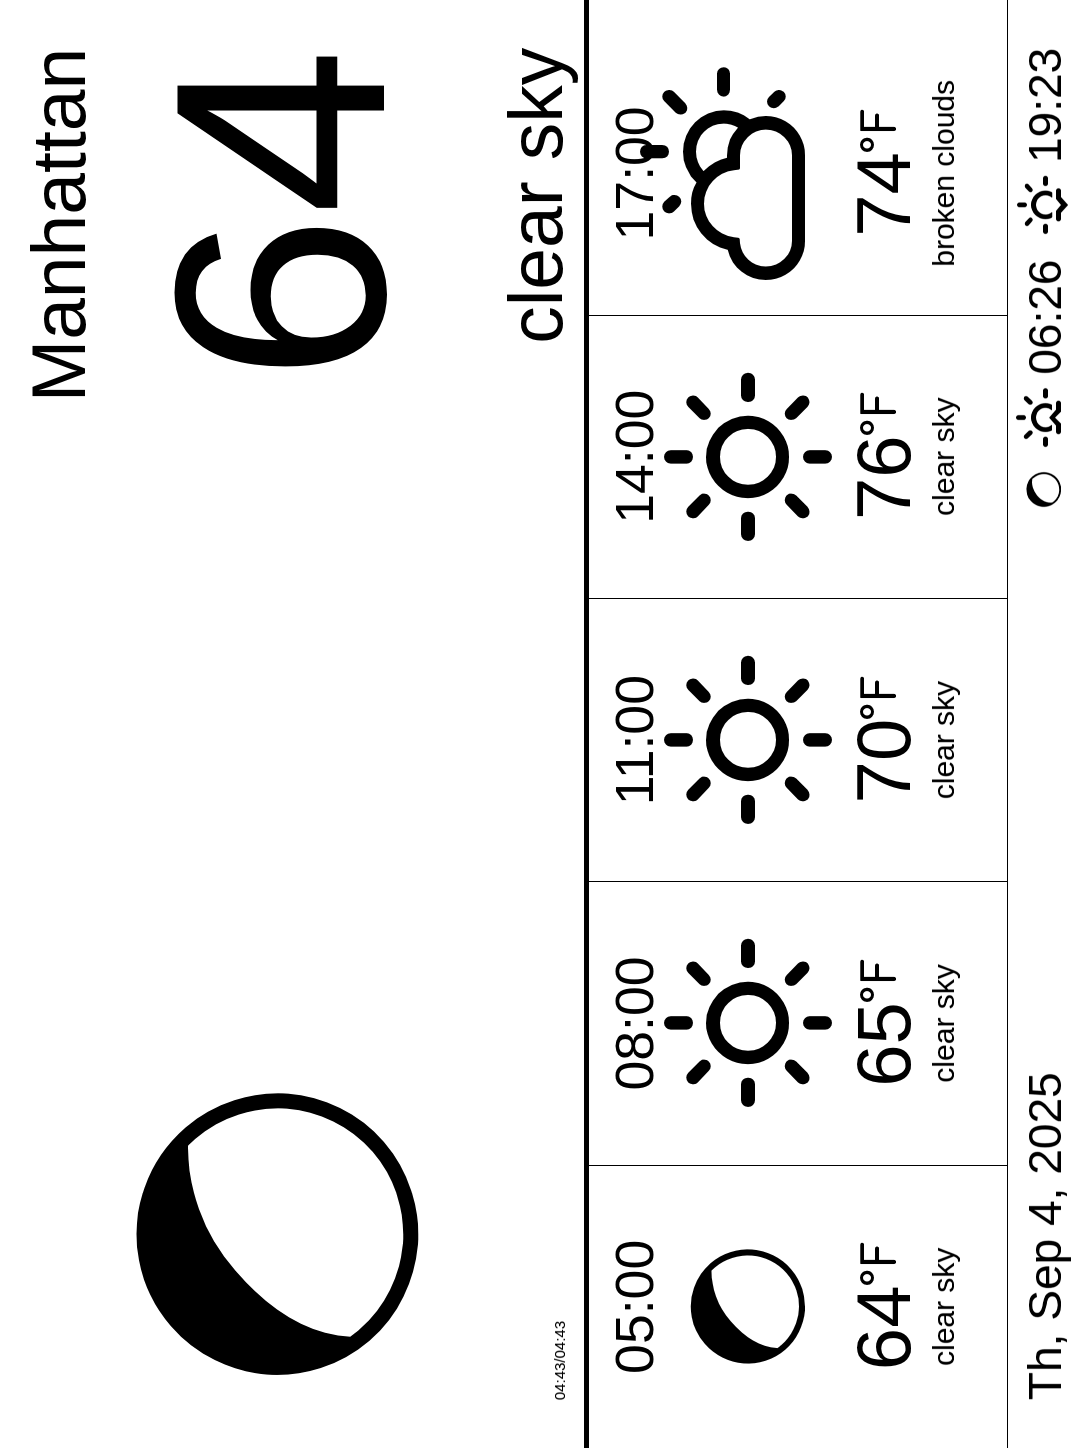 Manhattan
64
clear sky
04:43/04:43
05:00
64°F
clear sky
08:00
65°F
clear sky
11:00
70°F
clear sky
14:00
76°F
clear sky
17:00
74°F
broken clouds
Th, Sep 4, 2025
06:26
19:23